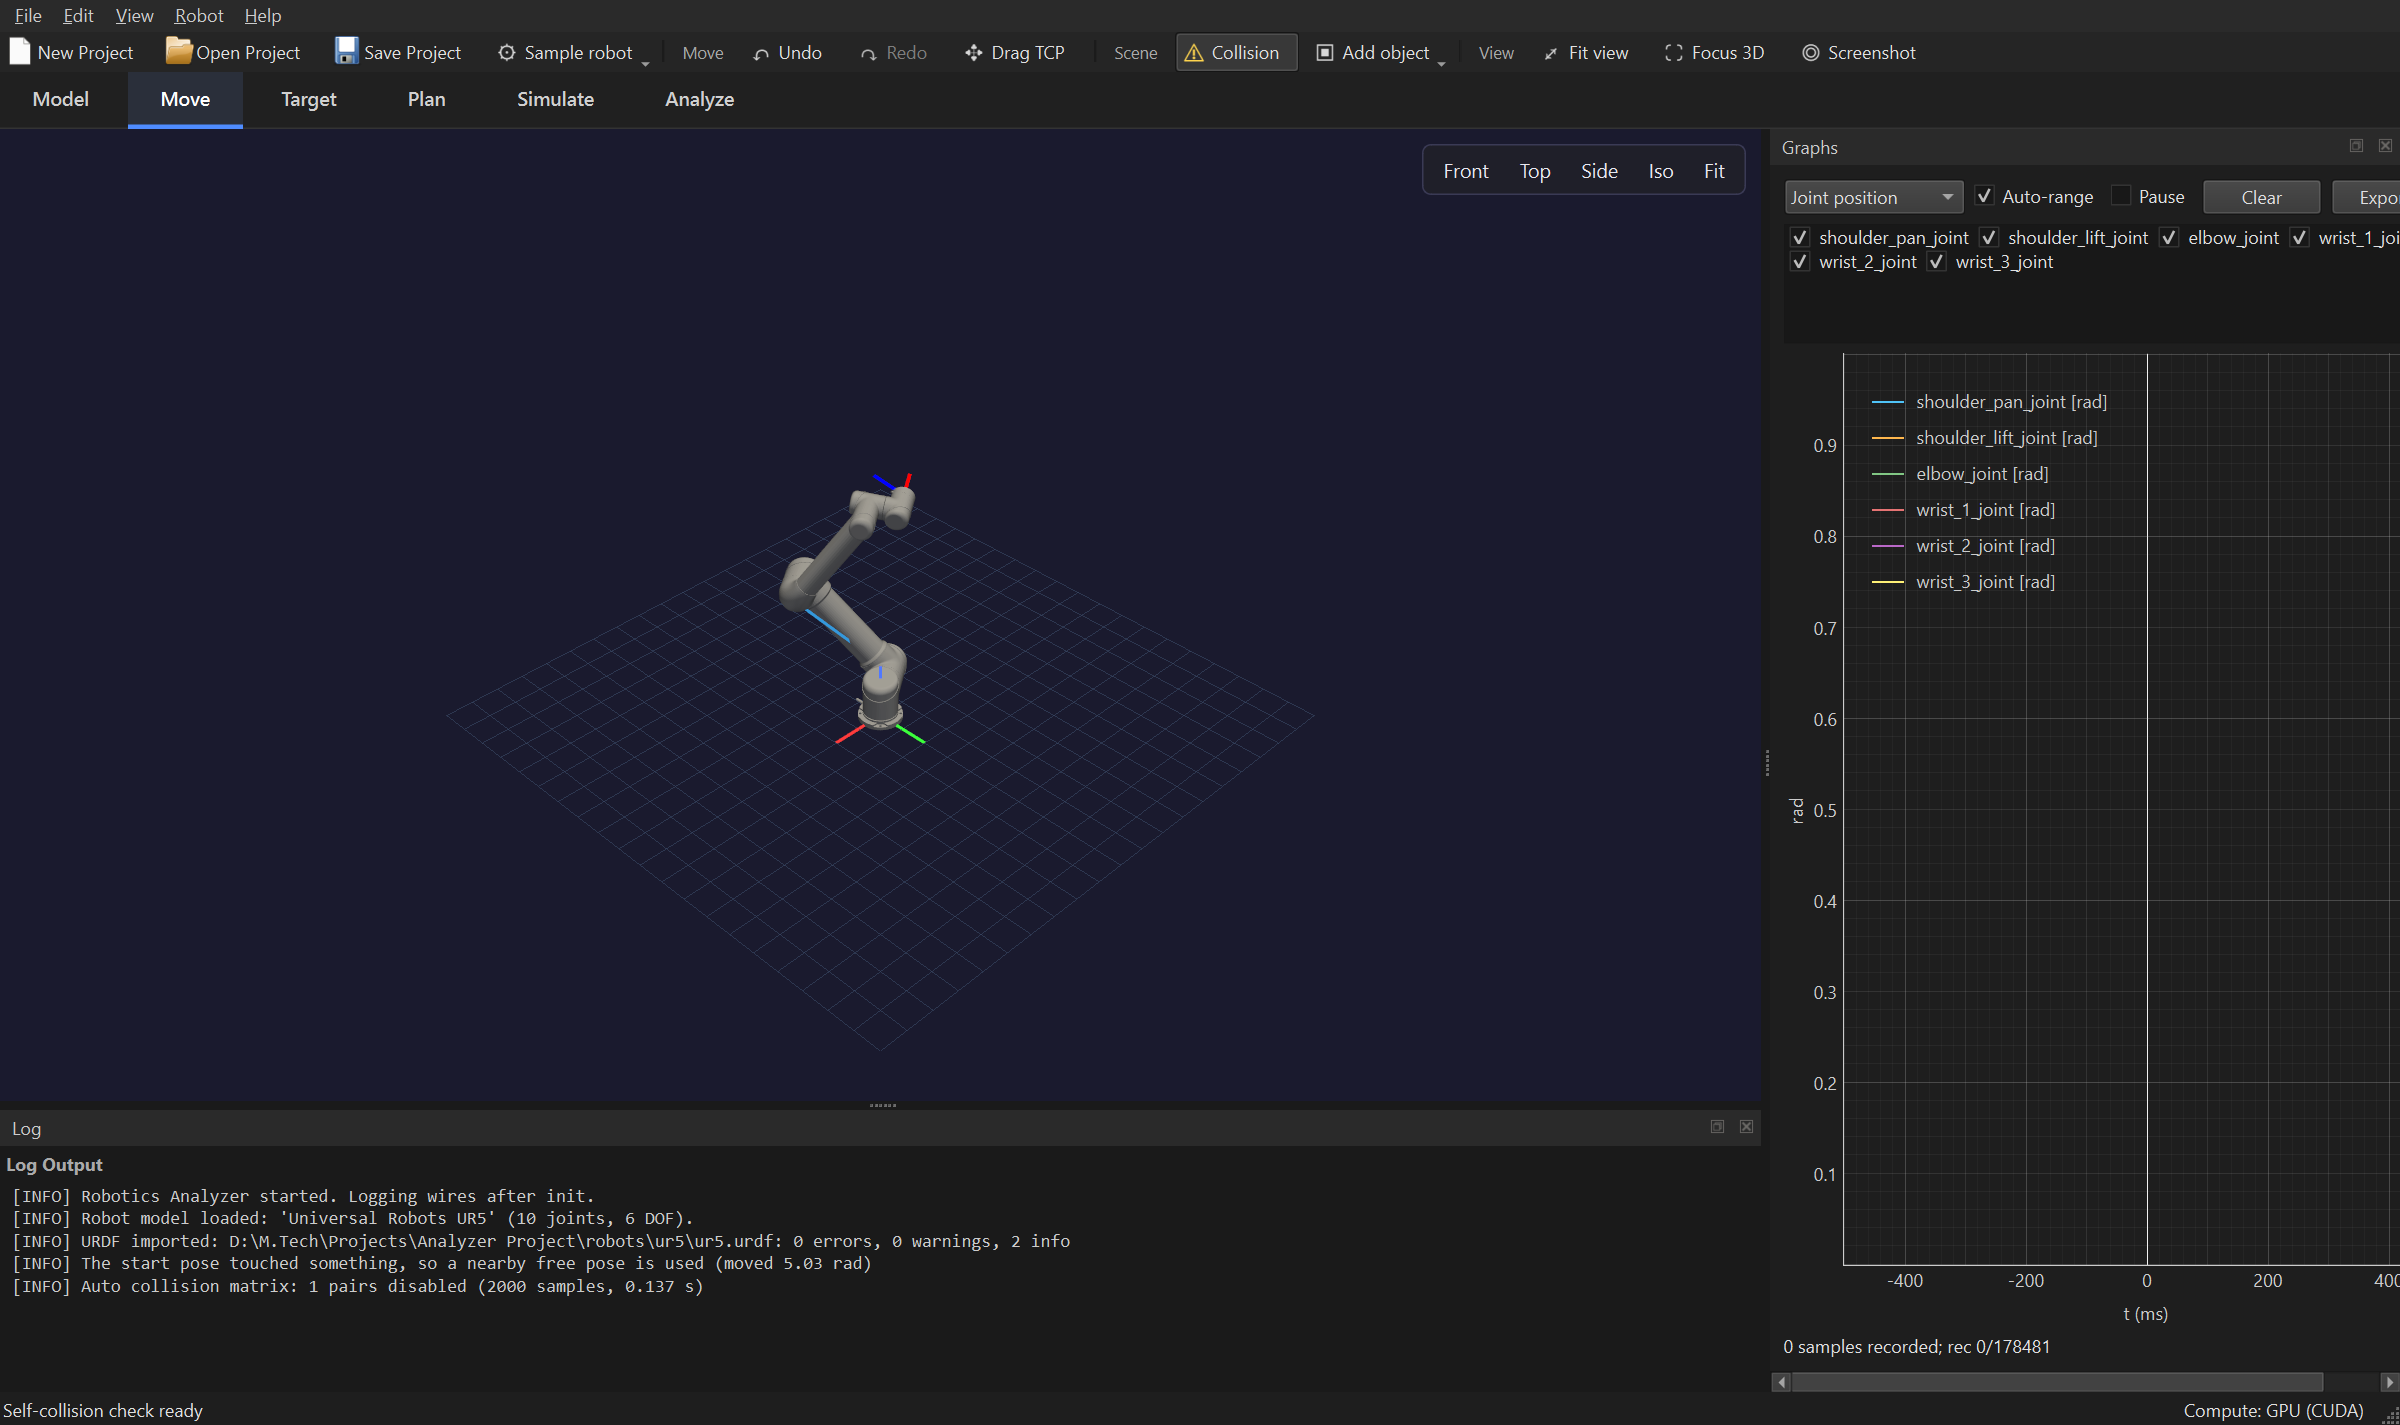 File Edit View Robot Help
New Project Open Project Save Project Sample robot Move Undo Redo Drag TCP Scene Collision Add object View Fit view Focus 3D Screenshot
Model Move Target Plan Simulate Analyze
Front Top Side Iso Fit
Graphs
Joint position Auto-range Pause Clear Expo
shoulder_pan_joint shoulder_lift_joint elbow_joint wrist_1_joi
wrist_2_joint wrist_3_joint
shoulder_pan_joint [rad]
shoulder_lift_joint [rad]
elbow_joint [rad]
wrist_1_joint [rad]
wrist_2_joint [rad]
wrist_3_joint [rad]
0.9
0.8
0.7
0.6
0.5
0.4
0.3
0.2
0.1
rad
-400 -200 0 200 400
t (ms)
0 samples recorded; rec 0/178481
Log
Log Output
[INFO] Robotics Analyzer started. Logging wires after init.
[INFO] Robot model loaded: 'Universal Robots UR5' (10 joints, 6 DOF).
[INFO] URDF imported: D:\M.Tech\Projects\Analyzer Project\robots\ur5\ur5.urdf: 0 errors, 0 warnings, 2 info
[INFO] The start pose touched something, so a nearby free pose is used (moved 5.03 rad)
[INFO] Auto collision matrix: 1 pairs disabled (2000 samples, 0.137 s)
Self-collision check ready
Compute: GPU (CUDA)